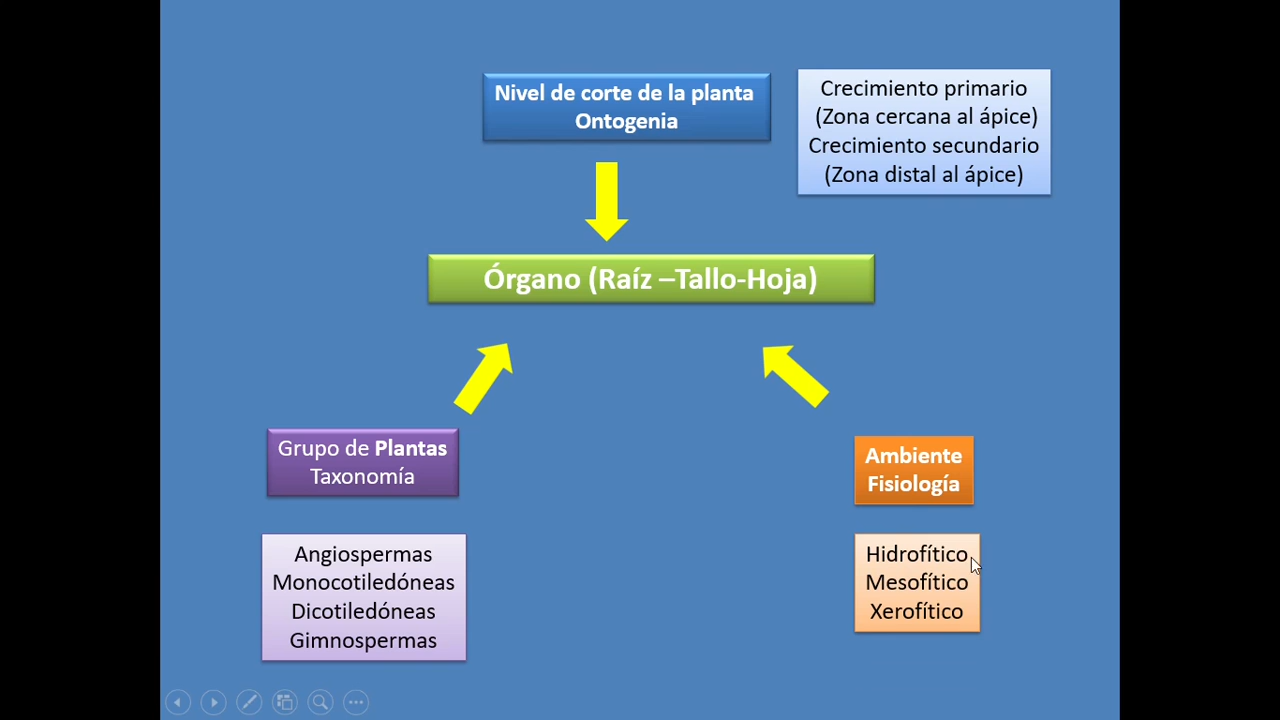 Nivel de corte de la planta
Ontogenia
Crecimiento primario
(Zona cercana al ápice)
Crecimiento secundario
(Zona distal al ápice)
Órgano (Raíz –Tallo-Hoja)
Grupo de Plantas
Taxonomía
Angiospermas
Monocotiledóneas
Dicotiledóneas
Gimnospermas
Ambiente
Fisiología
Hidrofítico
Mesofítico
Xerofítico